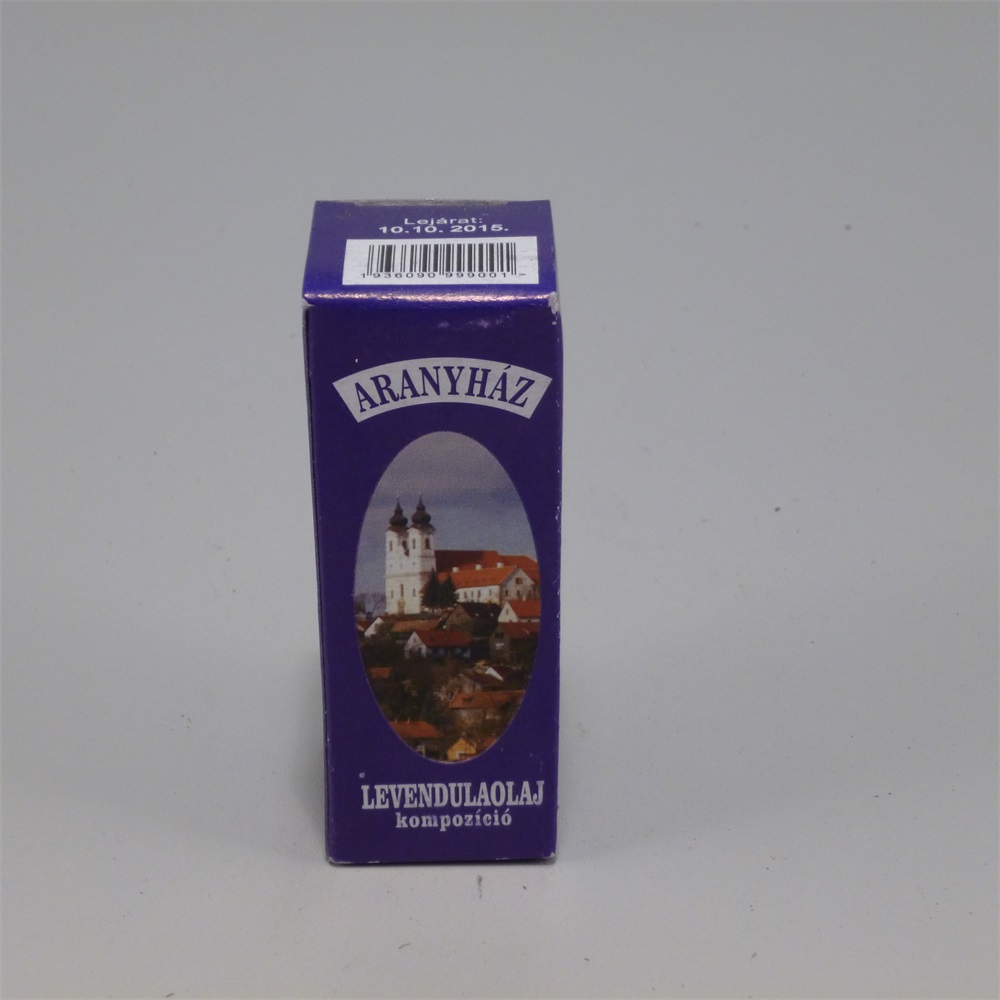 Lejárat:
10.10. 2015.
1 936090 999001 >
ARANYHÁZ
LEVENDULAOLAJ
kompozíció